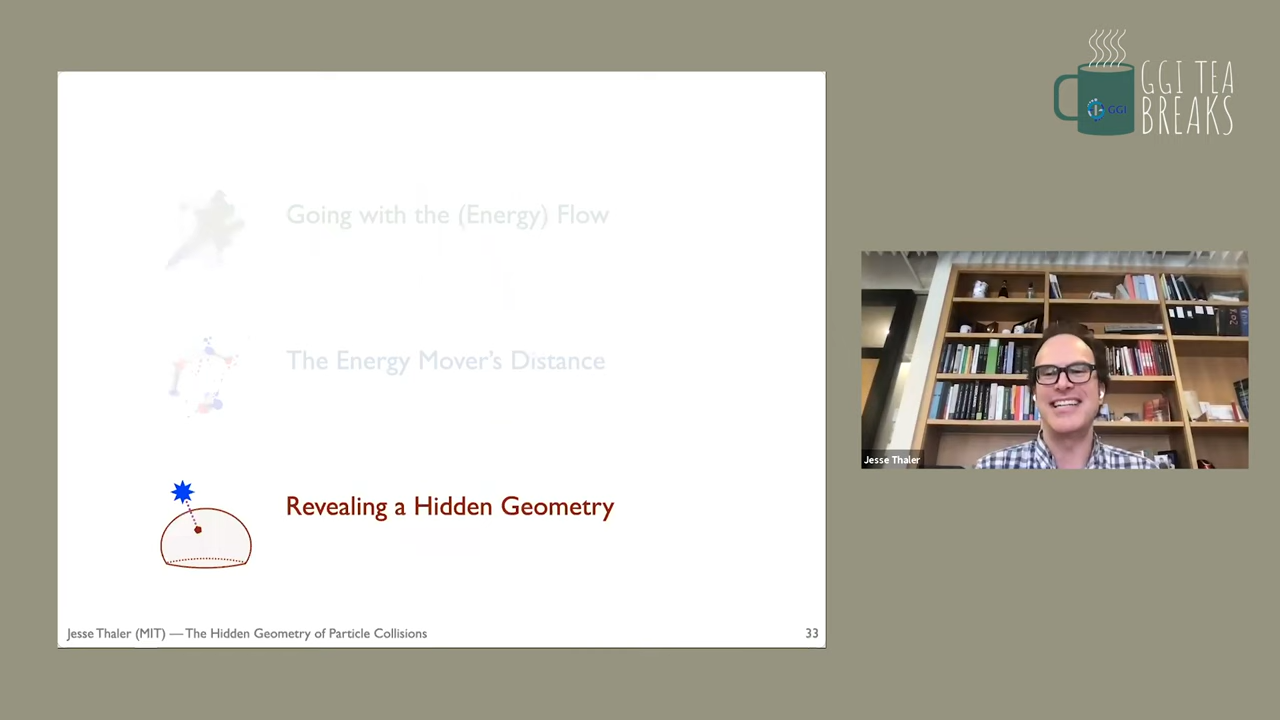 GGI TEA
BREAKS
GGI
Going with the (Energy) Flow
The Energy Mover's Distance
Revealing a Hidden Geometry
Jesse Thaler (MIT) — The Hidden Geometry of Particle Collisions
33
Jesse Thaler